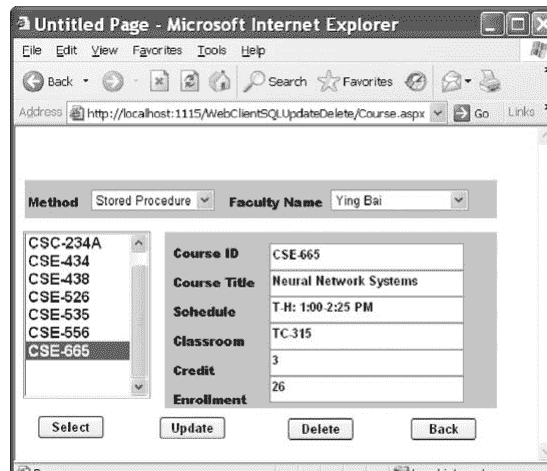 Untitled Page - Microsoft Internet Explorer
File Edit View Favorites Tools Help
Back Search Favorites
Address http://localhost:1115/WebClientSQLUpdateDelete/Course.aspx Go Links
Method Stored Procedure Faculty Name Ying Bai
CSC-234A
CSE-434
CSE-438
CSE-526
CSE-535
CSE-556
CSE-665
Course ID CSE-665
Course Title Neural Network Systems
Schedule T-H: 1:00-2:25 PM
Classroom TC-315
Credit 3
Enrollment 26
Select Update Delete Back